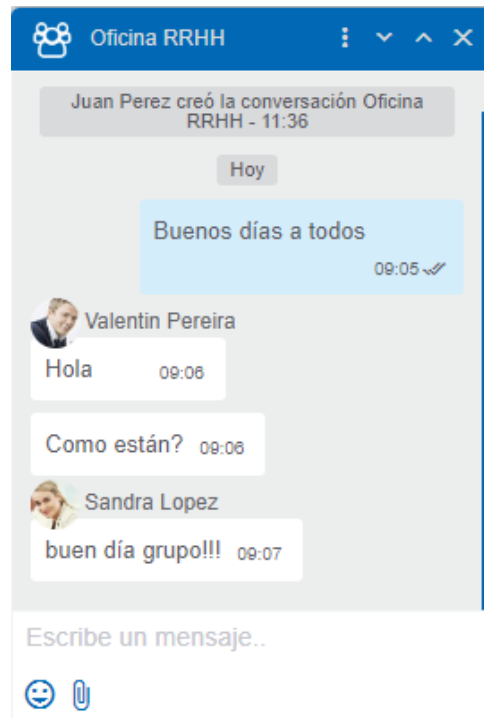 Oficina RRHH
Juan Perez creó la conversación Oficina
RRHH - 11:36
Hoy
Buenos días a todos
09:05
Valentin Pereira
Hola 09:06
Como están? 09:06
Sandra Lopez
buen día grupo!!! 09:07
Escribe un mensaje..